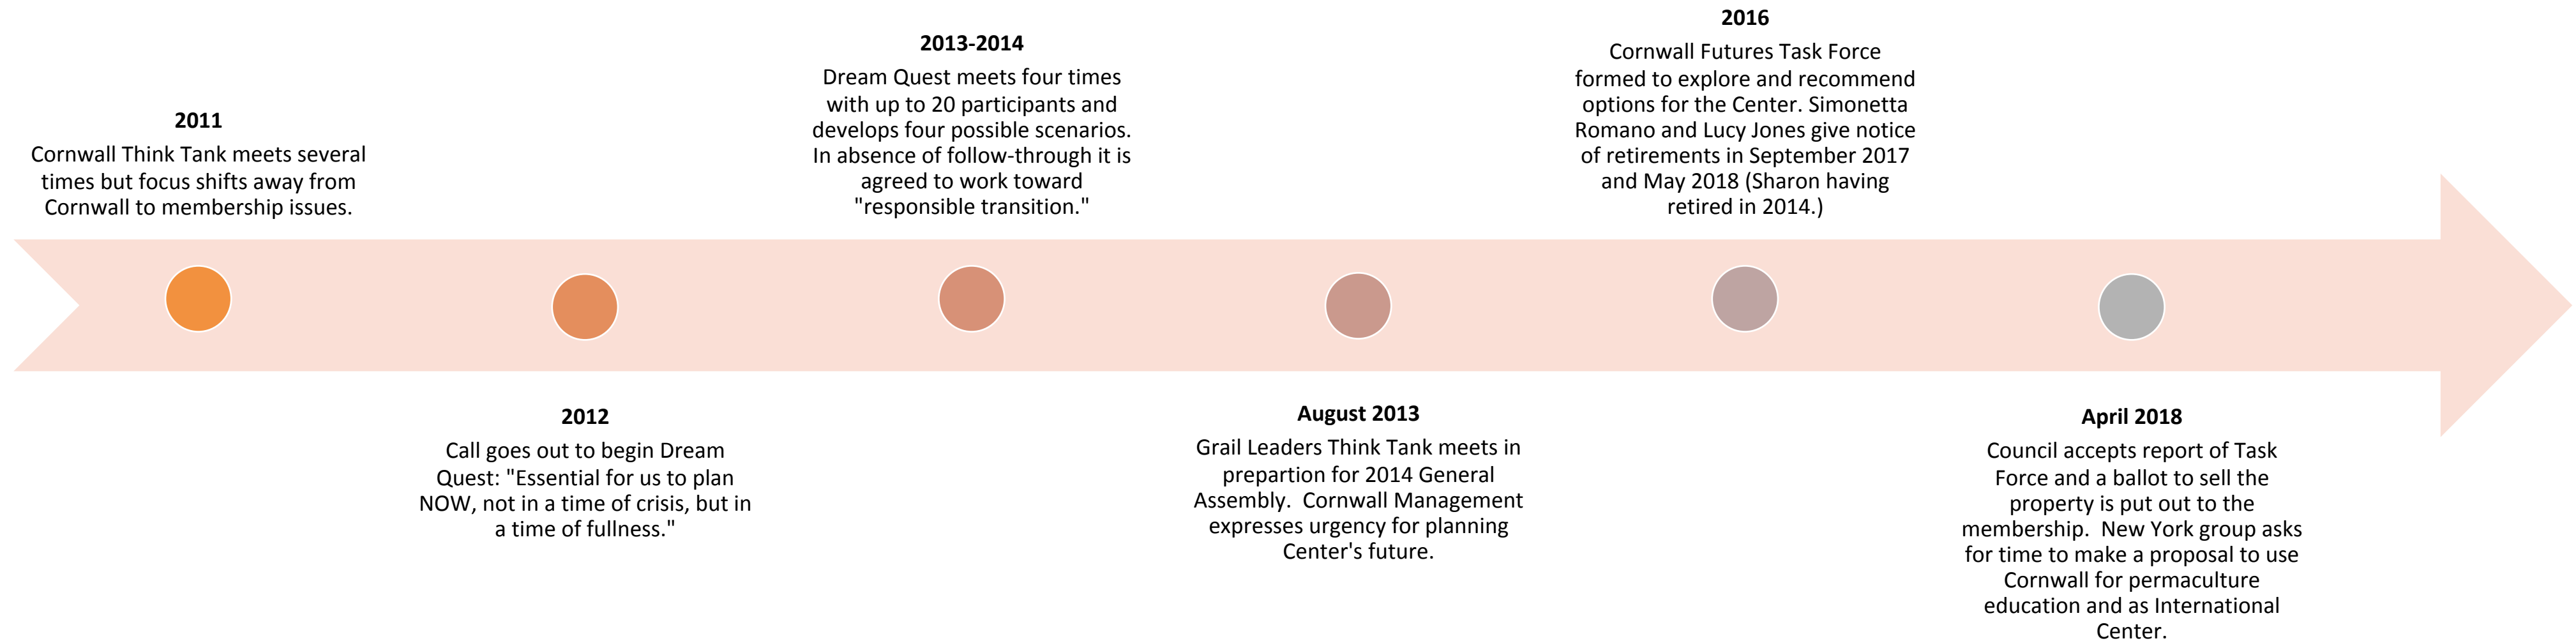 2011
Cornwall Think Tank meets several
times but focus shifts away from
Cornwall to membership issues.
2012
Call goes out to begin Dream
Quest: "Essential for us to plan
NOW, not in a time of crisis, but in
a time of fullness."
2013-2014
Dream Quest meets four times
with up to 20 participants and
develops four possible scenarios.
In absence of follow-through it is
agreed to work toward
"responsible transition."
August 2013
Grail Leaders Think Tank meets in
prepartion for 2014 General
Assembly.  Cornwall Management
expresses urgency for planning
Center's future.
2016
Cornwall Futures Task Force
formed to explore and recommend
options for the Center. Simonetta
Romano and Lucy Jones give notice
of retirements in September 2017
and May 2018 (Sharon having
retired in 2014.)
April 2018
Council accepts report of Task
Force and a ballot to sell the
property is put out to the
membership.  New York group asks
for time to make a proposal to use
Cornwall for permaculture
education and as International
Center.